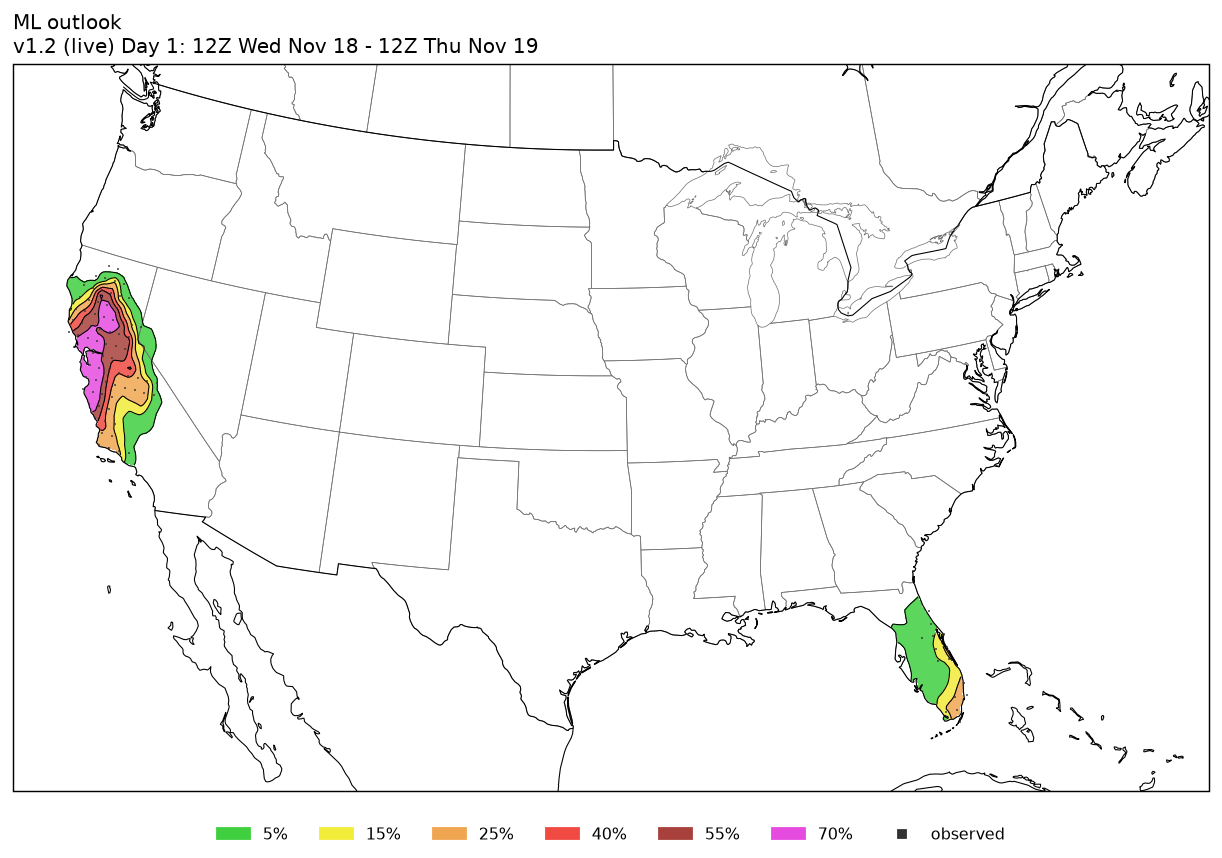 ML outlook
v1.2 (live) Day 1: 12Z Wed Nov 18 - 12Z Thu Nov 19
5% 15% 25% 40% 55% 70% observed